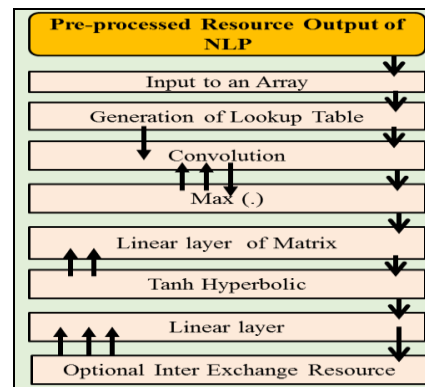 Pre-processed Resource Output of
NLP
Input to an Array
Generation of Lookup Table
Convolution
Max (.)
Linear layer of Matrix
Tanh Hyperbolic
Linear layer
Optional Inter Exchange Resource